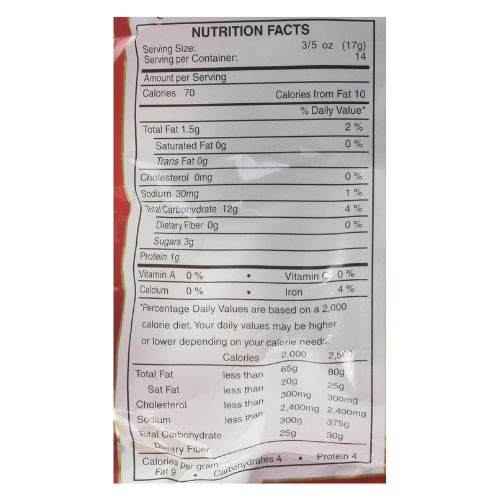 NUTRITION FACTS
Serving Size: 3/5 oz (17g)
Serving per Container: 14
Amount per Serving
Calories 70 Calories from Fat 10
% Daily Value*
Total Fat 1.5g 2 %
Saturated Fat 0g 0 %
Trans Fat 0g
Cholesterol 0mg 0 %
Sodium 30mg 1 %
Total Carbohydrate 12g 4 %
Dietary Fiber 0g 0 %
Sugars 3g
Protein 1g
Vitamin A 0 % • Vitamin C 0 %
Calcium 0 % • Iron 4 %
*Percentage Daily Values are based on a 2,000
calorie diet. Your daily values may be higher
or lower depending on your calorie needs.
Calories 2,000 2,500
Total Fat less than 65g 80g
Sat Fat less than 20g 25g
Cholesterol less than 300mg 300mg
Sodium less than 2,400mg 2,400mg
Total Carbohydrate 300g 375g
Dietary Fiber 25g 30g
Calories per gram
Fat 9 • Carbohydrates 4 • Protein 4